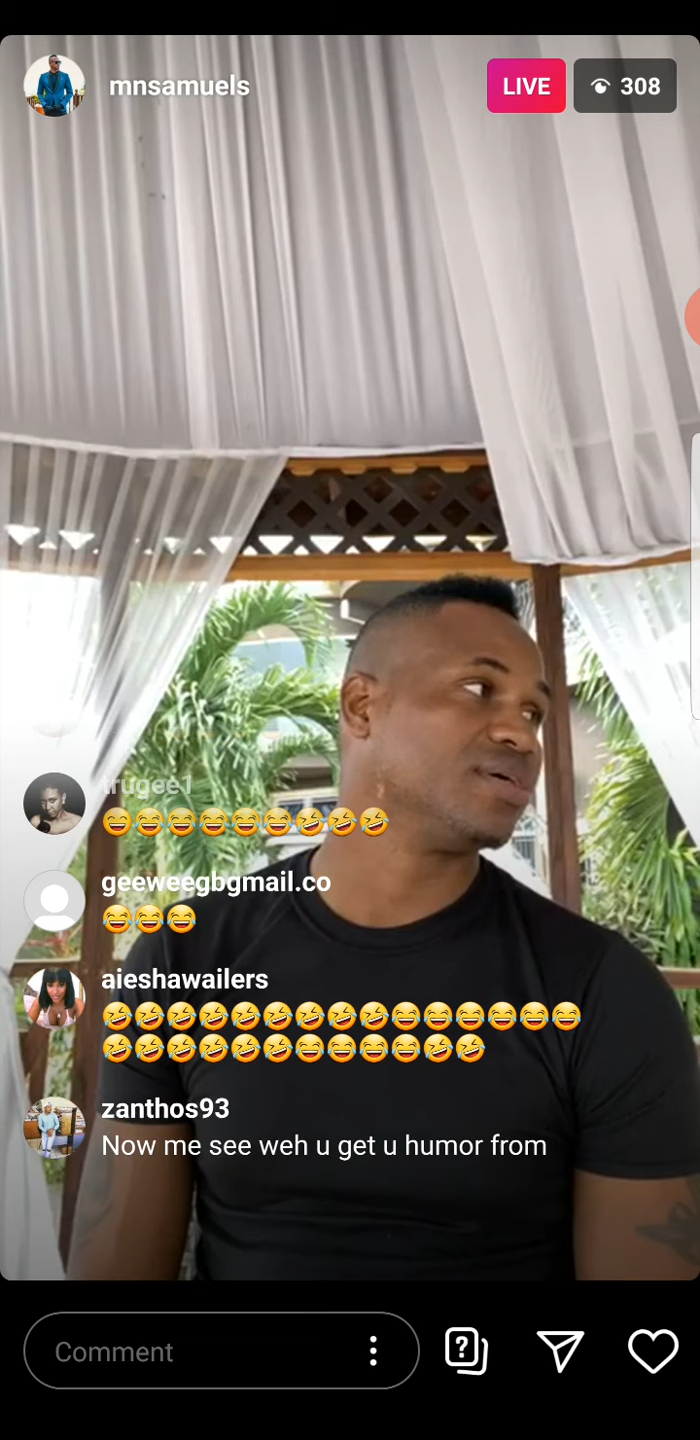 mnsamuels
LIVE
308
trugee1
😂😂😂😂😂😂🤣🤣🤣
geeweegbgmail.co
😂😂😂
aieshawailers
🤣🤣🤣🤣🤣🤣🤣🤣🤣😂😂😂😂😂😂
🤣🤣🤣🤣🤣🤣😂😂😂😂🤣🤣
zanthos93
Now me see weh u get u humor from
Comment